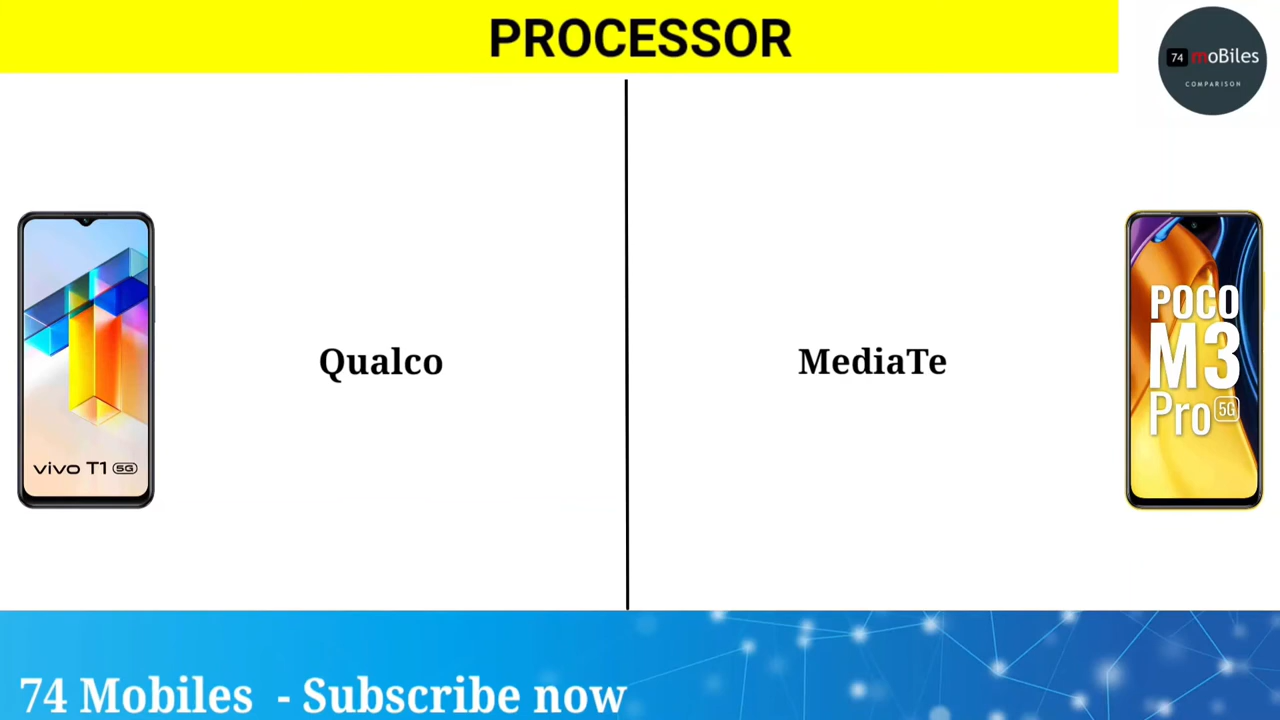 PROCESSOR
74 moBiles
COMPARISON
vivo T1 5G
Qualco
MediaTe
POCO
M3
Pro 5G
74 Mobiles - Subscribe now